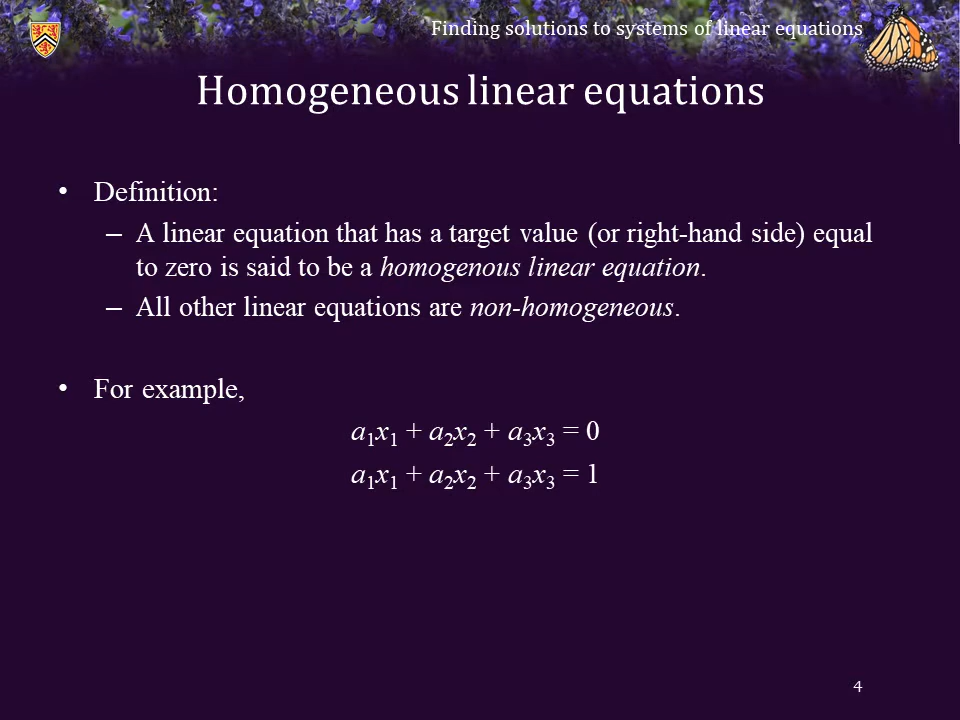 Finding solutions to systems of linear equations
Homogeneous linear equations
• Definition:
– A linear equation that has a target value (or right-hand side) equal
to zero is said to be a homogenous linear equation.
– All other linear equations are non-homogeneous.
• For example,
a₁x₁ + a₂x₂ + a₃x₃ = 0
a₁x₁ + a₂x₂ + a₃x₃ = 1
4